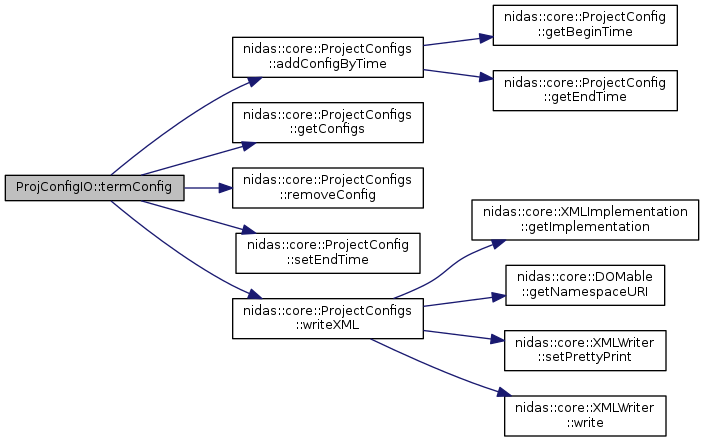 ProjConfigIO::termConfig
nidas::core::ProjectConfigs
::addConfigByTime
nidas::core::ProjectConfig
::getBeginTime
nidas::core::ProjectConfig
::getEndTime
nidas::core::ProjectConfigs
::getConfigs
nidas::core::ProjectConfigs
::removeConfig
nidas::core::ProjectConfig
::setEndTime
nidas::core::ProjectConfigs
::writeXML
nidas::core::XMLImplementation
::getImplementation
nidas::core::DOMable
::getNamespaceURI
nidas::core::XMLWriter
::setPrettyPrint
nidas::core::XMLWriter
::write